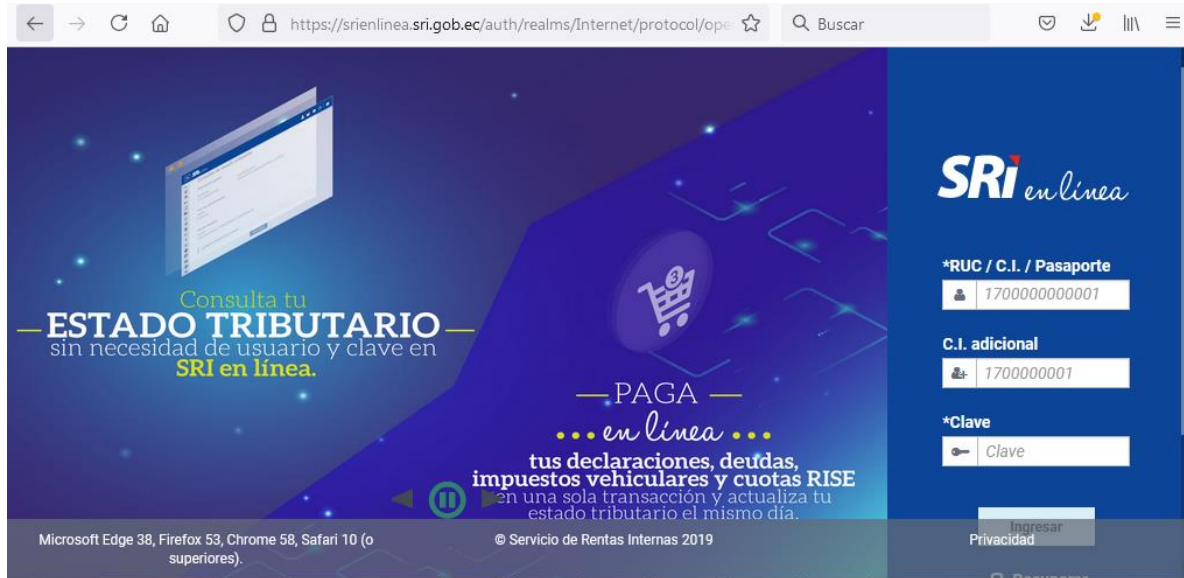 https://srienlinea.sri.gob.ec/auth/realms/Internet/protocol/ope
Buscar
Consulta tu
ESTADO TRIBUTARIO
sin necesidad de usuario y clave en
SRI en línea.
3
PAGA
en línea
tus declaraciones, deudas,
impuestos vehiculares y cuotas RISE
en una sola transacción y actualiza tu
estado tributario el mismo día.
SRi en línea
*RUC / C.I. / Pasaporte
1700000000001
C.I. adicional
1700000001
*Clave
Clave
Ingresar
Microsoft Edge 38, Firefox 53, Chrome 58, Safari 10 (o
superiores).
© Servicio de Rentas Internas 2019
Privacidad